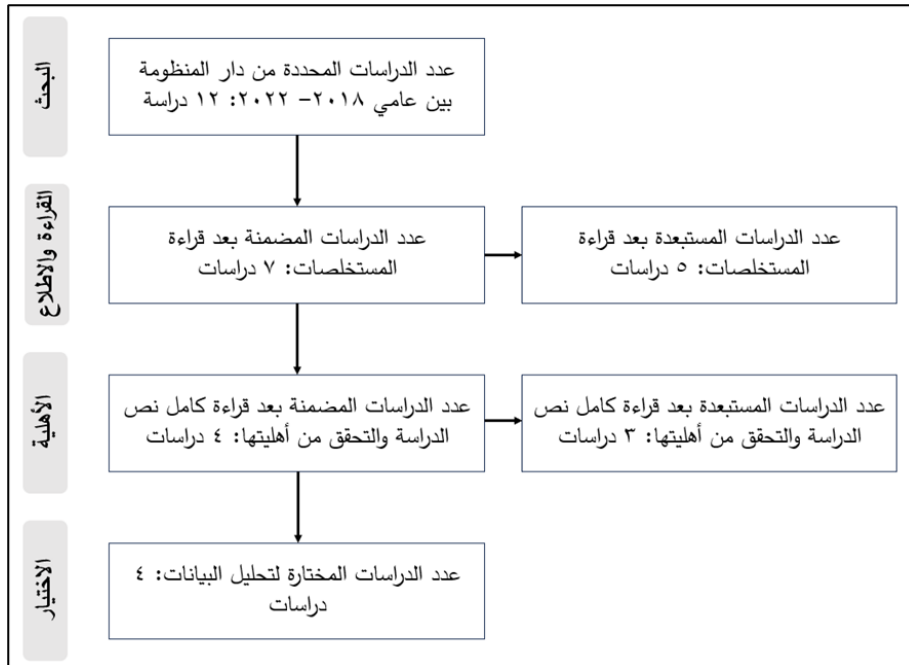 البحث
عدد الدراسات المحددة من دار المنظومة
بين عامي ٢٠١٨- ٢٠٢٢: ١٢ دراسة
القراءة والاطلاع
عدد الدراسات المضمنة بعد قراءة
المستخلصات: ٧ دراسات
عدد الدراسات المستبعدة بعد قراءة
المستخلصات: ٥ دراسات
الأهلية
عدد الدراسات المضمنة بعد قراءة كامل نص
الدراسة والتحقق من أهليتها: ٤ دراسات
عدد الدراسات المستبعدة بعد قراءة كامل نص
الدراسة والتحقق من أهليتها: ٣ دراسات
الاختيار
عدد الدراسات المختارة لتحليل البيانات: ٤
دراسات